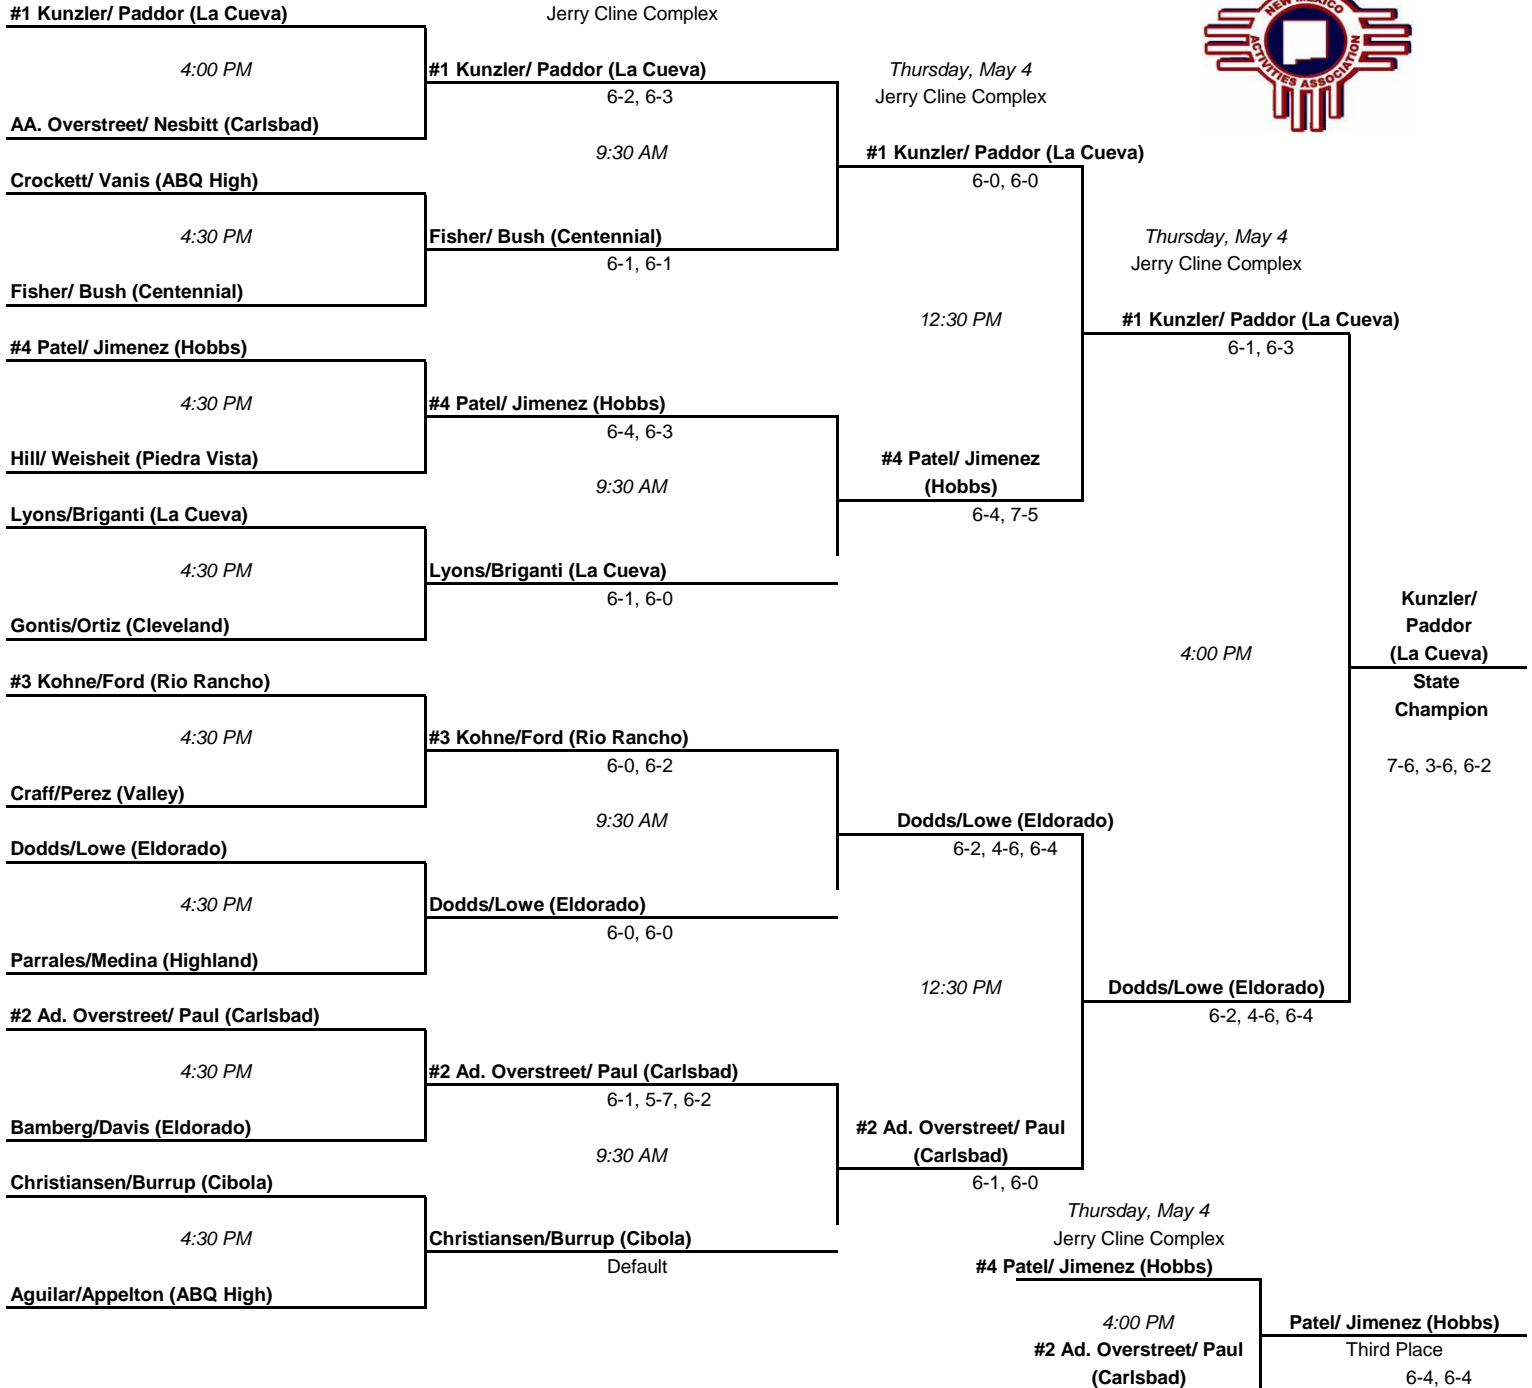 #1 Kunzler/ Paddor (La Cueva)
Jerry Cline Complex
NEW MEXICO
ACTIVITIES ASSOCIATION
4:00 PM
#1 Kunzler/ Paddor (La Cueva)
Thursday, May 4
6-2, 6-3
Jerry Cline Complex
AA. Overstreet/ Nesbitt (Carlsbad)
9:30 AM
#1 Kunzler/ Paddor (La Cueva)
Crockett/ Vanis (ABQ High)
6-0, 6-0
4:30 PM
Fisher/ Bush (Centennial)
Thursday, May 4
6-1, 6-1
Jerry Cline Complex
Fisher/ Bush (Centennial)
12:30 PM
#1 Kunzler/ Paddor (La Cueva)
#4 Patel/ Jimenez (Hobbs)
6-1, 6-3
4:30 PM
#4 Patel/ Jimenez (Hobbs)
6-4, 6-3
Hill/ Weisheit (Piedra Vista)
#4 Patel/ Jimenez
9:30 AM
(Hobbs)
Lyons/Briganti (La Cueva)
6-4, 7-5
4:30 PM
Lyons/Briganti (La Cueva)
6-1, 6-0
Kunzler/
Gontis/Ortiz (Cleveland)
Paddor
4:00 PM
(La Cueva)
#3 Kohne/Ford (Rio Rancho)
State
Champion
4:30 PM
#3 Kohne/Ford (Rio Rancho)
6-0, 6-2
7-6, 3-6, 6-2
Craff/Perez (Valley)
9:30 AM
Dodds/Lowe (Eldorado)
Dodds/Lowe (Eldorado)
6-2, 4-6, 6-4
4:30 PM
Dodds/Lowe (Eldorado)
6-0, 6-0
Parrales/Medina (Highland)
12:30 PM
Dodds/Lowe (Eldorado)
#2 Ad. Overstreet/ Paul (Carlsbad)
6-2, 4-6, 6-4
4:30 PM
#2 Ad. Overstreet/ Paul (Carlsbad)
6-1, 5-7, 6-2
Bamberg/Davis (Eldorado)
#2 Ad. Overstreet/ Paul
9:30 AM
(Carlsbad)
Christiansen/Burrup (Cibola)
6-1, 6-0
Thursday, May 4
4:30 PM
Christiansen/Burrup (Cibola)
Jerry Cline Complex
Default
#4 Patel/ Jimenez (Hobbs)
Aguilar/Appelton (ABQ High)
4:00 PM
Patel/ Jimenez (Hobbs)
#2 Ad. Overstreet/ Paul
Third Place
(Carlsbad)
6-4, 6-4